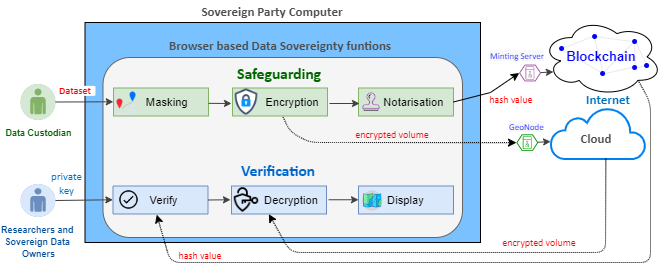 Sovereign Party Computer
Browser based Data Sovereignty funtions
Safeguarding
Dataset
Masking
Encryption
Notarisation
Data Custodian
Minting Server
Blockchain
hash value
Internet
encrypted volume
GeoNode
Cloud
Verification
private
key
Verify
Decryption
Display
Researchers and
Sovereign Data
Owners
hash value
encrypted volume